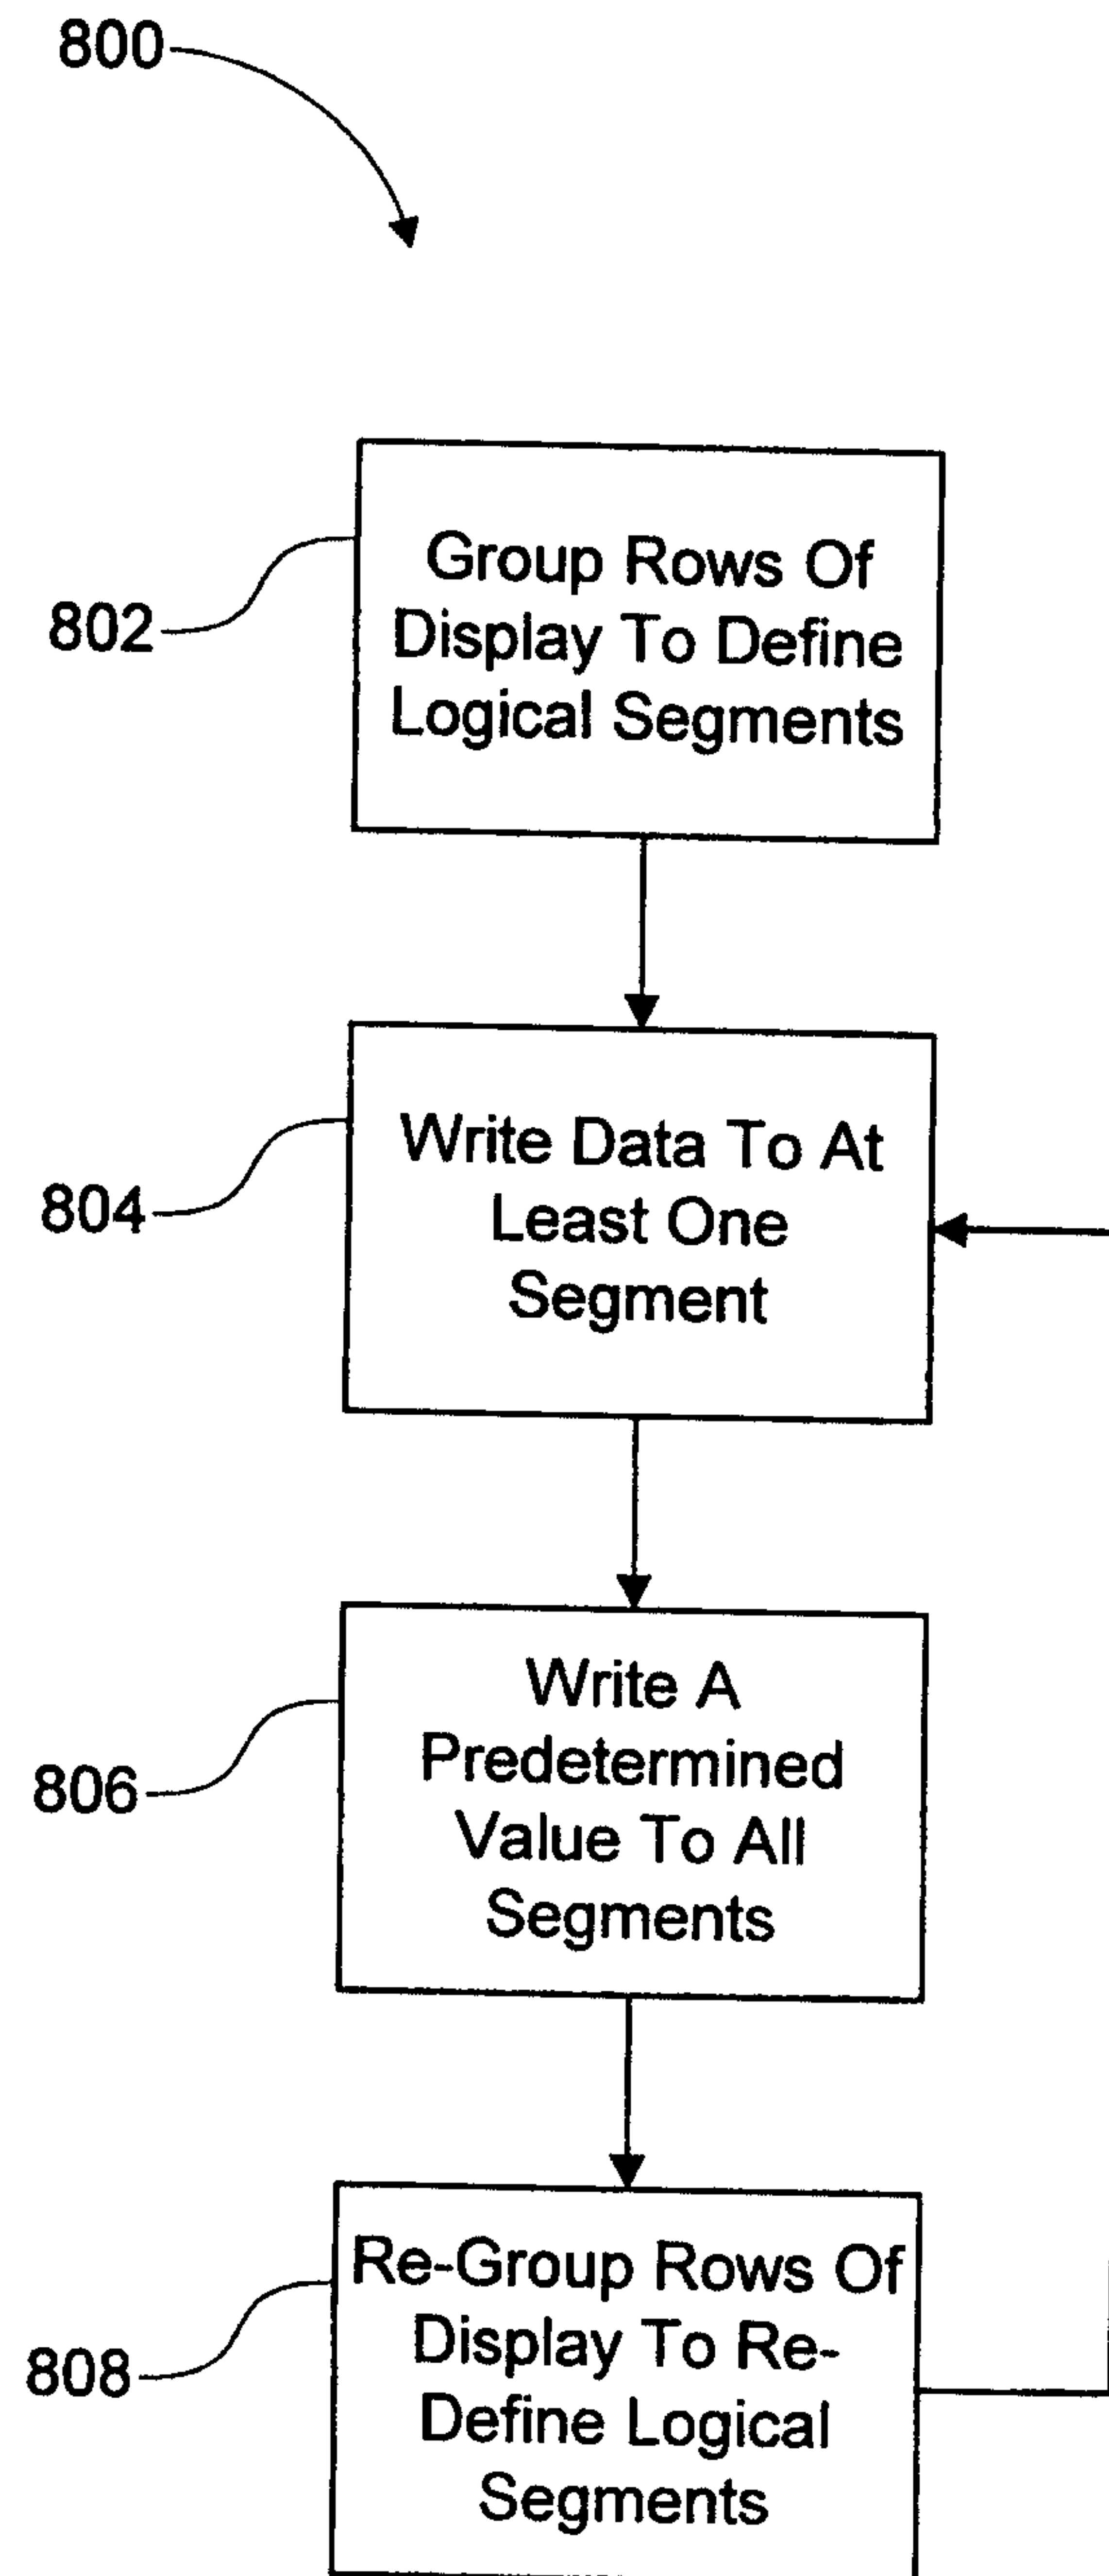 800
802
Group Rows Of
Display To Define
Logical Segments
804
Write Data To At
Least One
Segment
806
Write A
Predetermined
Value To All
Segments
808
Re-Group Rows Of
Display To Re-
Define Logical
Segments